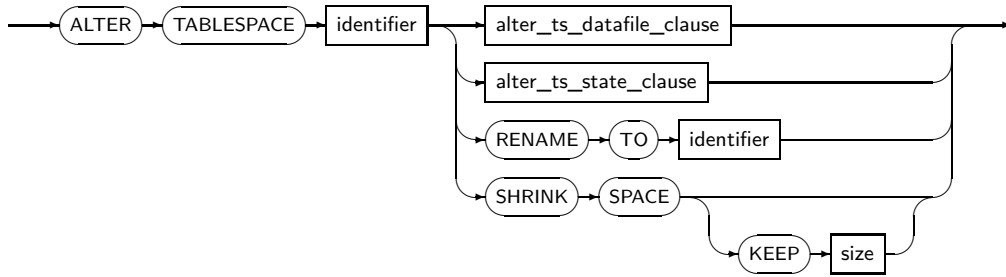 ALTER TABLESPACE identifier alter_ts_datafile_clause
alter_ts_state_clause
RENAME TO identifier
SHRINK SPACE
KEEP size